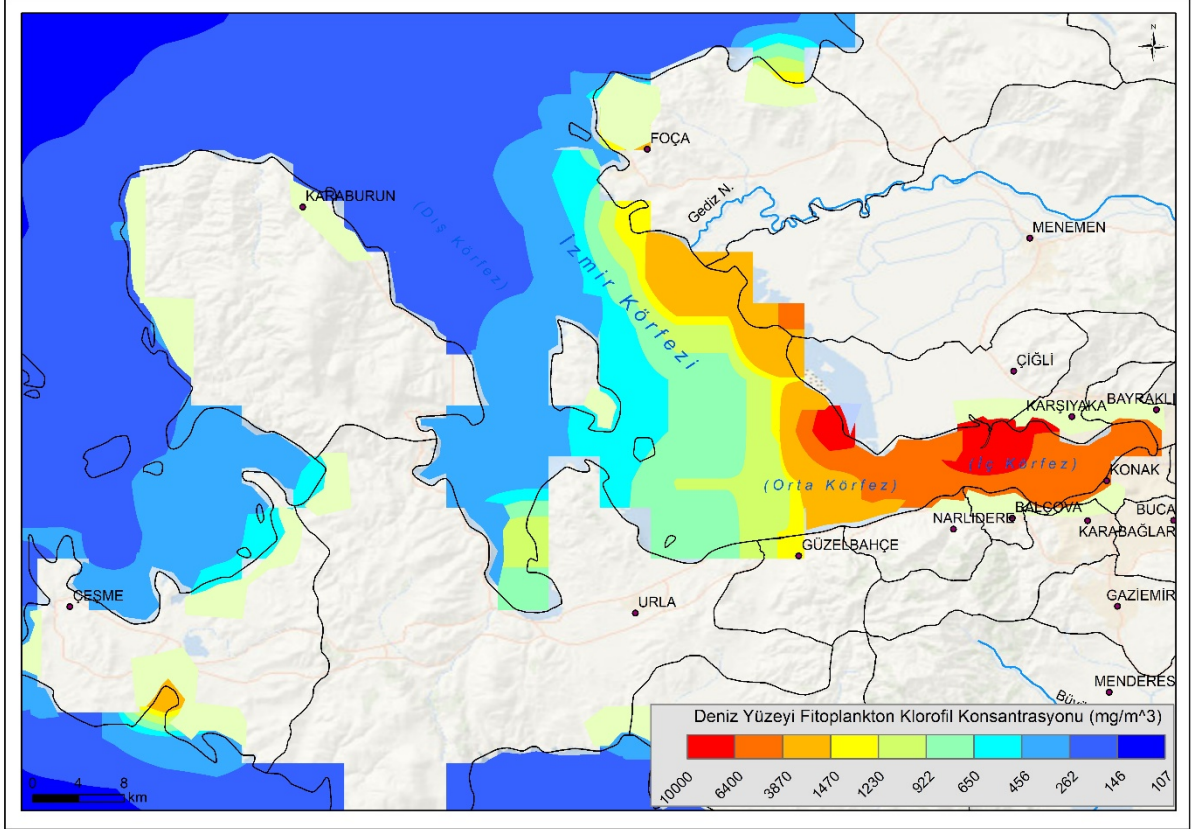 N
FOÇA
KARABURUN
Gediz N.
MENEMEN
(Dış Körfez)
İzmir Körfezi
ÇİĞLİ
KARŞIYAKA
BAYRAKLI
(İç Körfez)
KONAK
(Orta Körfez)
NARLIDERE
BALÇOVA
BUCA
KARABAĞLAR
GÜZELBAHÇE
ÇEŞME
URLA
GAZİEMİR
MENDERES
Deniz Yüzeyi Fitoplankton Klorofil Konsantrasyonu (mg/m^3)
10000 6400 3870 1470 1230 922 650 456 262 146 107
0 4 8
km